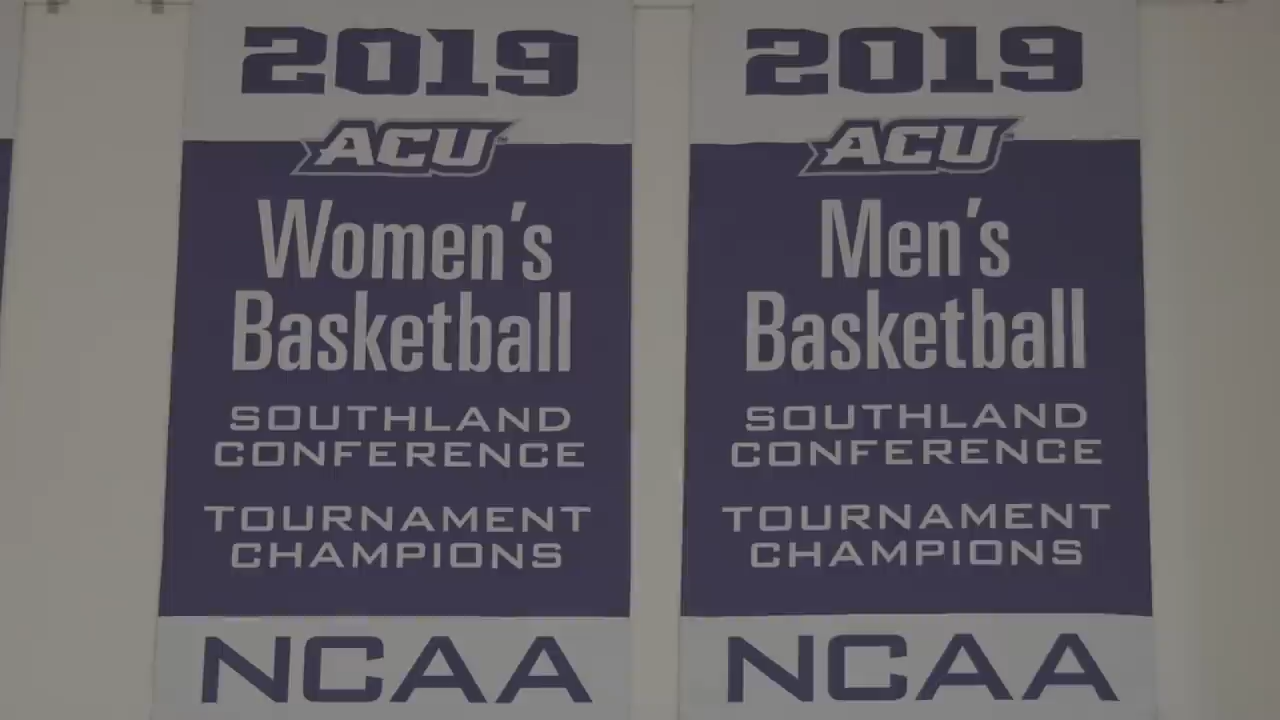 2019
ACU
Women's
Basketball
SOUTHLAND
CONFERENCE
TOURNAMENT
CHAMPIONS
NCAA
2019
ACU
Men's
Basketball
SOUTHLAND
CONFERENCE
TOURNAMENT
CHAMPIONS
NCAA